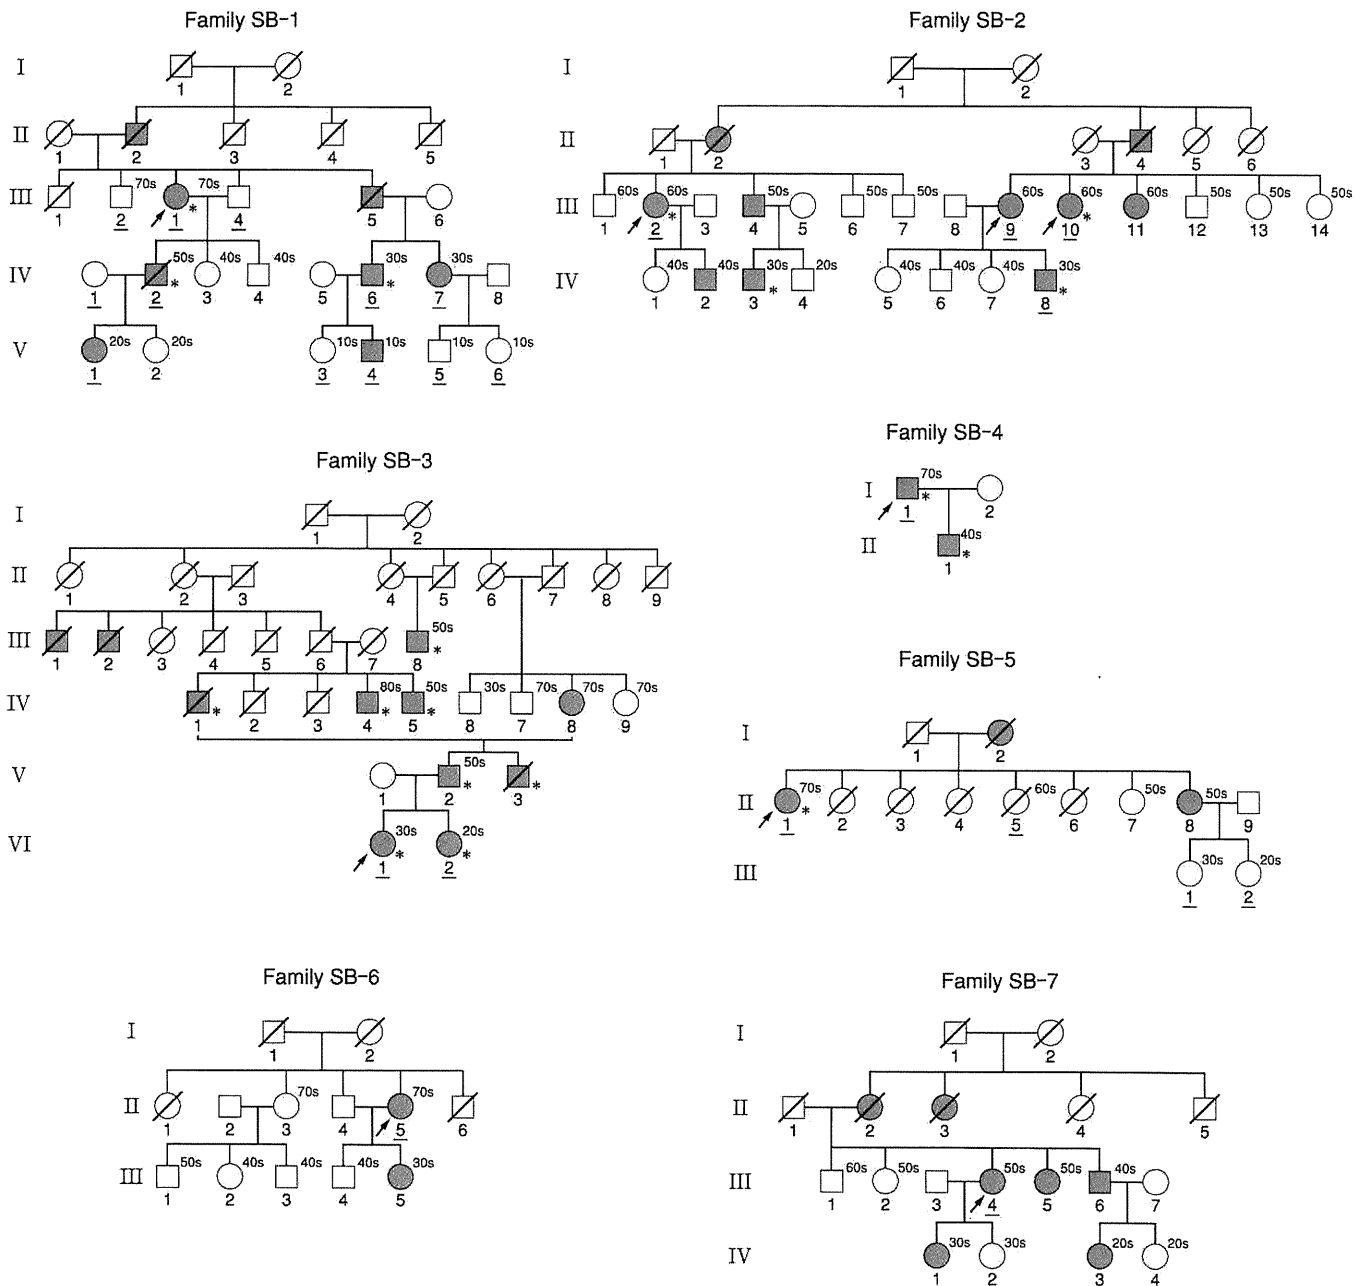 Family SB-1
I
1 2
II
1 2 3 4 5
70s 70s
III
1 2 1 * 4 5 6
50s 40s 40s 30s 30s
IV
1 2 * 3 4 5 6 * 7 8
20s 10s 10s 10s 10s
V
1 2 3 4 5 6
Family SB-2
I
1 2
II
1 2 3 4 5 6
60s 60s 50s 50s 50s 60s 60s 60s 50s 50s 50s
III
1 2 * 3 4 5 6 7 8 9 10 * 11 12 13 14
40s 40s 30s 20s 40s 40s 40s 30s
IV
1 2 3 * 4 5 6 7 8 *
Family SB-3
I
1 2
II
1 2 3 4 5 6 7 8 9
50s
III
1 2 3 4 5 6 7 8 *
80s 50s 30s 70s 70s 70s
IV
1 * 2 3 4 * 5 * 8 7 8 9
50s
V
1 2 * 3 *
30s 20s
VI
1 * 2 *
Family SB-4
70s
I
1 * 2
40s
II
1 *
Family SB-5
I
1 2
70s 60s 50s 50s
II
1 * 2 3 4 5 6 7 8 9
30s 20s
III
1 2
Family SB-6
I
1 2
70s 70s
II
1 2 3 4 5 6
50s 40s 40s 40s 30s
III
1 2 3 4 5
Family SB-7
I
1 2
II
1 2 3 4 5
60s 50s 50s 50s 40s
III
1 2 3 4 5 6 7
30s 30s 20s 20s
IV
1 2 3 4